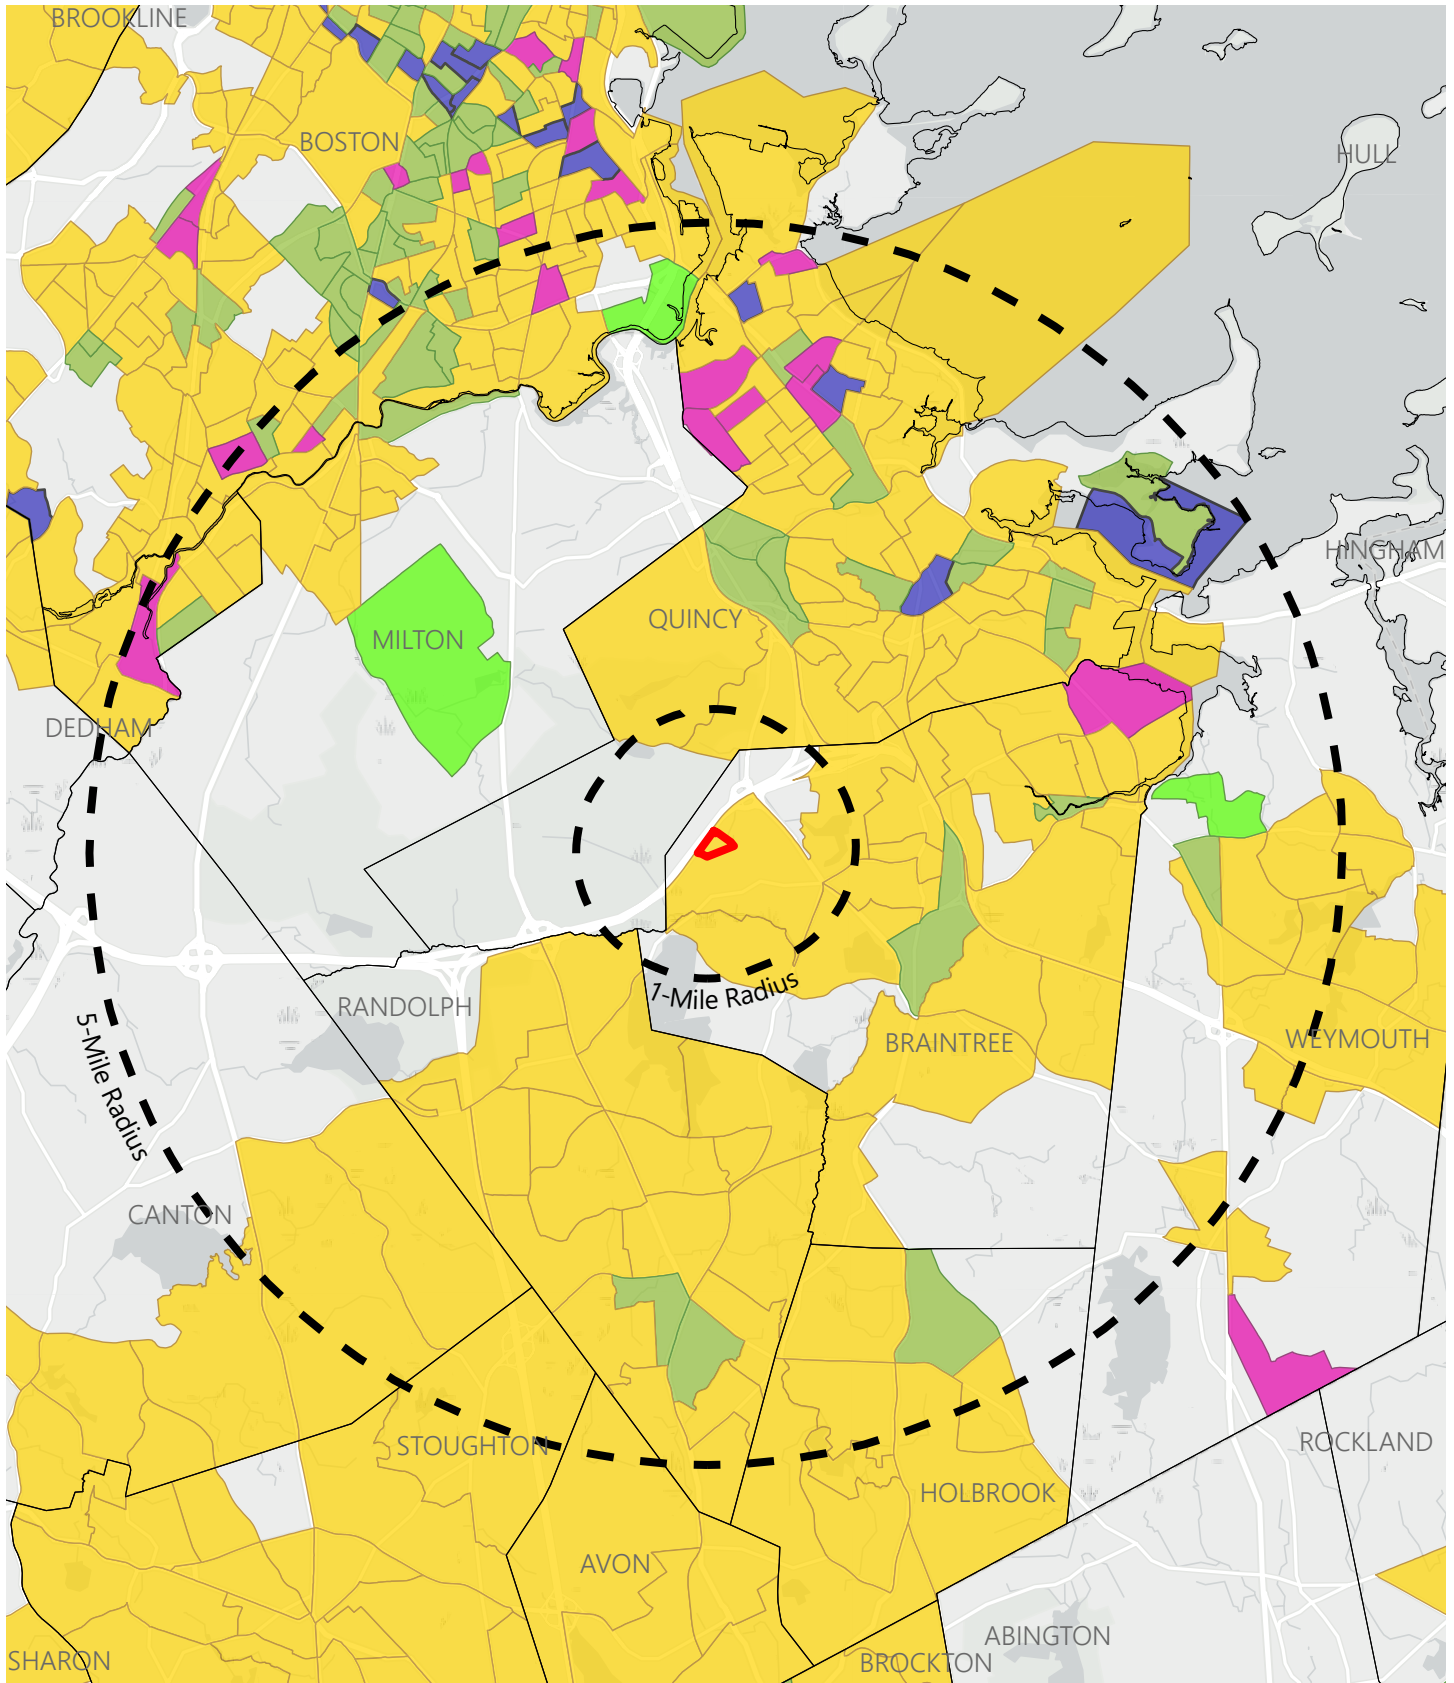 BROOKLINE
BOSTON
HULL
HINGHAM
QUINCY
MILTON
DEDHAM
1-Mile Radius
RANDOLPH
BRAINTREE
WEYMOUTH
5-Mile Radius
CANTON
STOUGHTON
ROCKLAND
HOLBROOK
AVON
ABINGTON
SHARON
BROCKTON